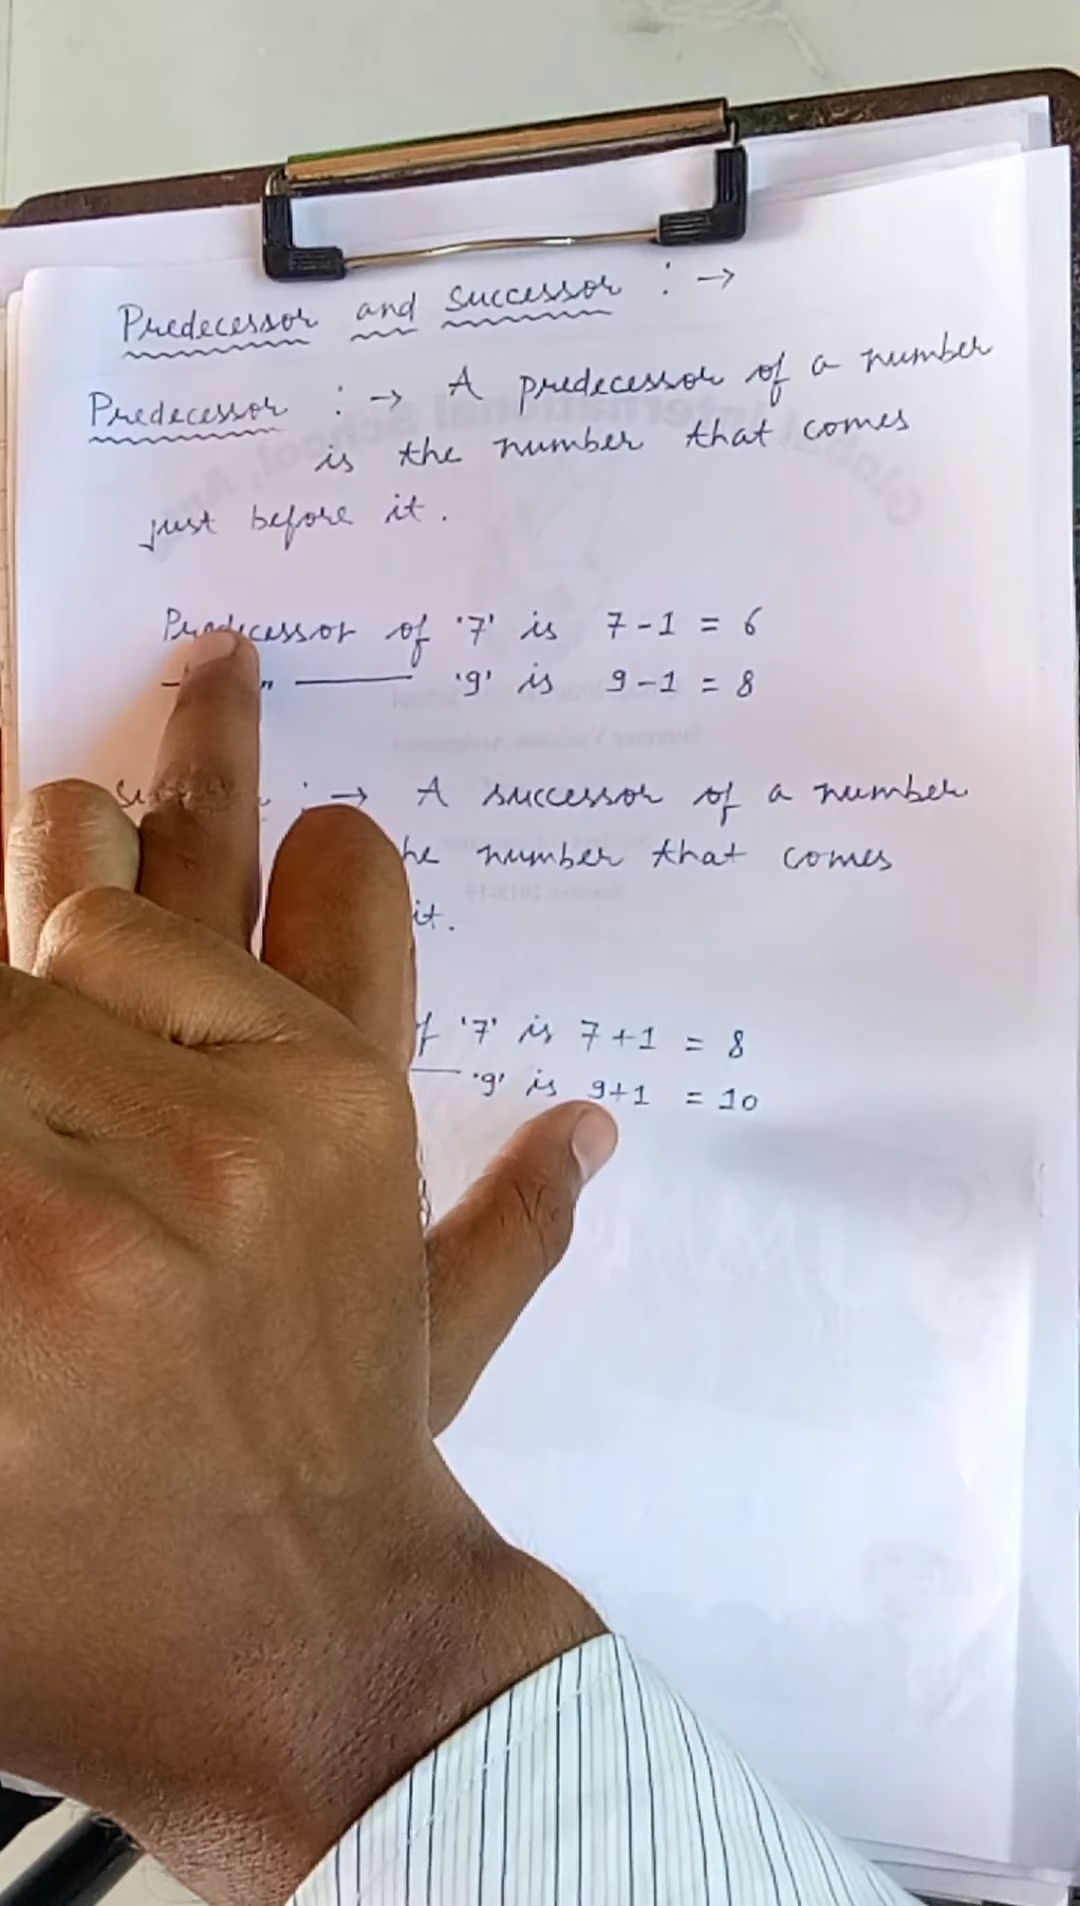 Predecessor and Successor : →
Predecessor : → A predecessor of a number
is the number that comes
just before it.
Predecessor of '7' is 7-1 = 6
" '9' is 9-1 = 8
: → A successor of a number
number that comes
it.
'7' is 7+1 = 8
'9' is 9+1 = 10